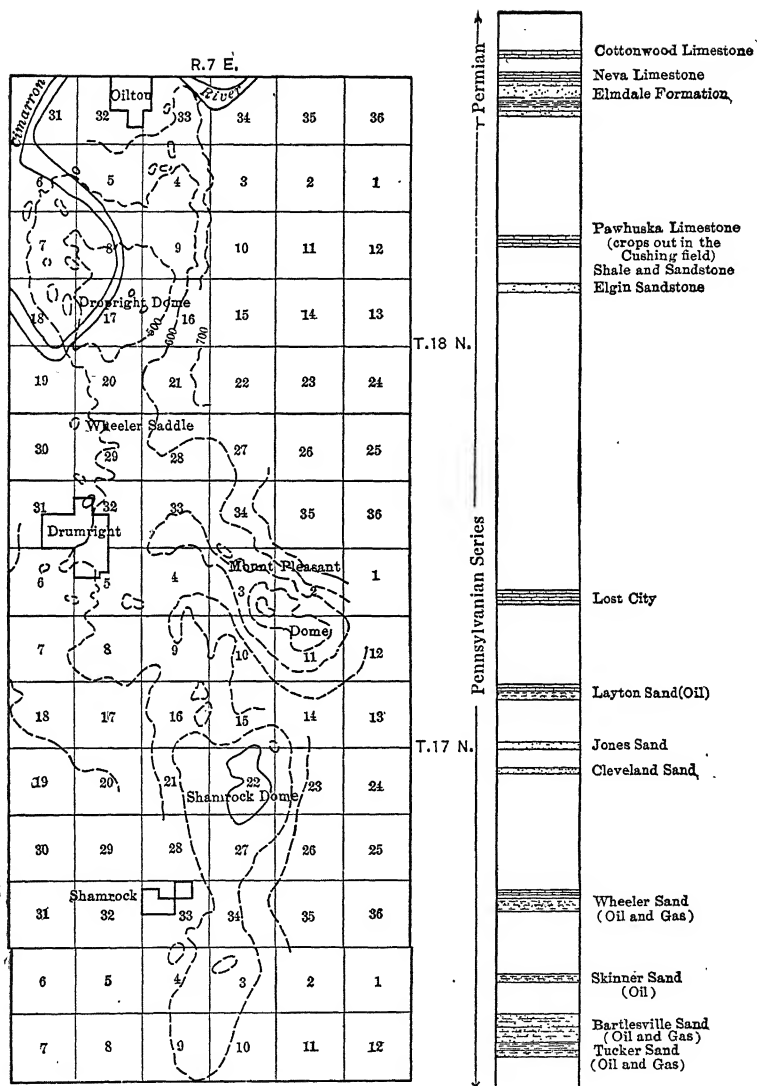 R.7 E.
Oilton
Cimarron
River
31 32 33 34 35 36
6 5 4 3 2 1
7 8 9 10 11 12
Dropright Dome
18 17 16 15 14 13
700
T.18 N.
19 20 21 22 23 24
Wheeler Saddle
30 29 28 27 26 25
31 32 33 34 35 36
Drumright
Mount Pleasant
6 5 4 3 2 1
Dome
7 8 9 10 11 12
18 17 16 15 14 13
T.17 N.
19 20 21 22 23 24
Shamrock Dome
30 29 28 27 26 25
Shamrock
31 32 33 34 35 36
6 5 4 3 2 1
7 8 9 10 11 12
Permian
Pennsylvanian Series
Cottonwood Limestone
Neva Limestone
Elmdale Formation
Pawhuska Limestone
(crops out in the
Cushing field)
Shale and Sandstone
Elgin Sandstone
Lost City
Layton Sand(Oil)
Jones Sand
Cleveland Sand
Wheeler Sand
(Oil and Gas)
Skinner Sand
(Oil)
Bartlesville Sand
(Oil and Gas)
Tucker Sand
(Oil and Gas)